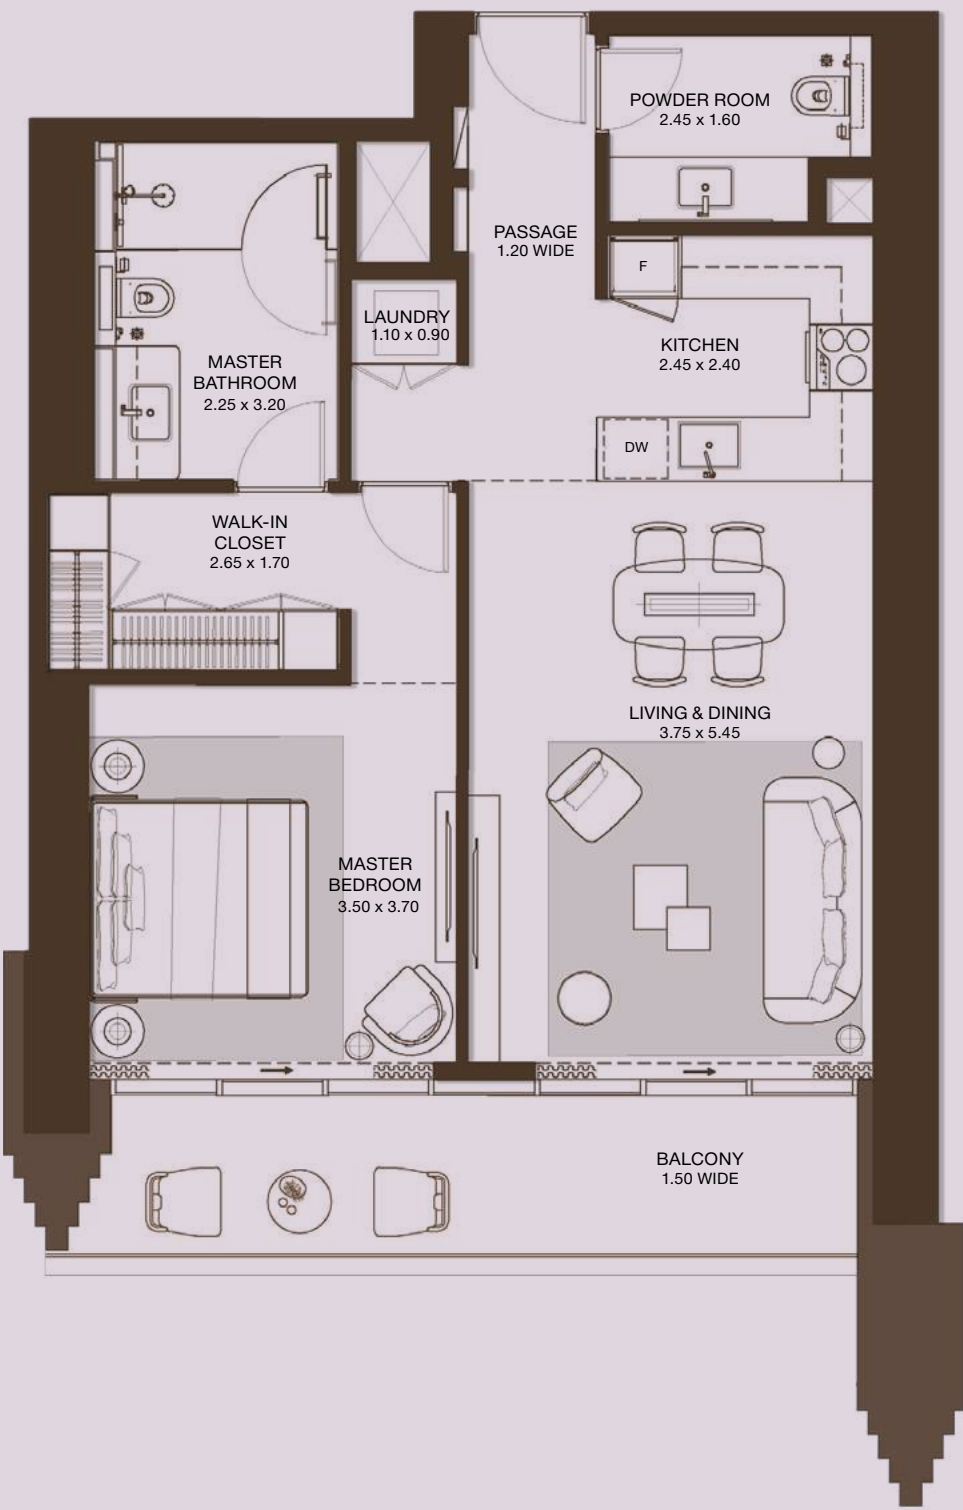 POWDER ROOM
2.45 x 1.60
PASSAGE
1.20 WIDE
F
LAUNDRY
1.10 x 0.90
KITCHEN
2.45 x 2.40
MASTER
BATHROOM
2.25 x 3.20
DW
WALK-IN
CLOSET
2.65 x 1.70
LIVING & DINING
3.75 x 5.45
MASTER
BEDROOM
3.50 x 3.70
BALCONY
1.50 WIDE